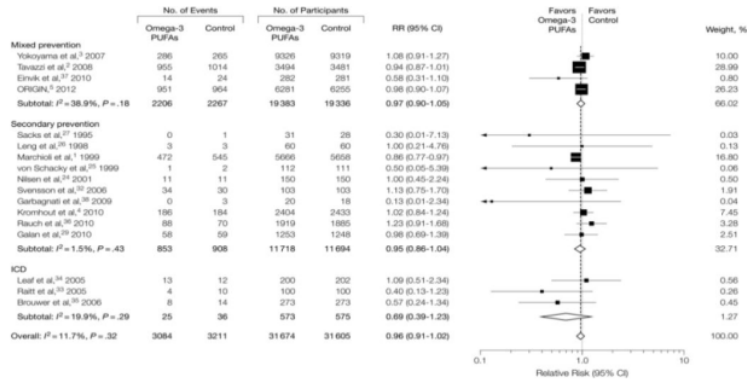 No. of Events No. of Participants Favors Omega-3 PUFAs Favors Control
Omega-3 PUFAs Control Omega-3 PUFAs Control RR (95% CI) Weight, %
Mixed prevention
Yokoyama et al,3 2007 286 265 9326 9319 1.08 (0.91-1.27) 10.00
Tavazzi et al,2 2008 955 1014 3494 3481 0.94 (0.87-1.01) 28.99
Einvik et al,37 2010 14 24 282 281 0.58 (0.31-1.10) 0.80
ORIGIN,5 2012 951 964 6281 6255 0.98 (0.90-1.07) 26.23
Subtotal: I2 = 38.9%, P = .18 2206 2267 19 383 19 336 0.97 (0.90-1.05) 66.02
Secondary prevention
Sacks et al,27 1995 0 1 31 28 0.30 (0.01-7.13) 0.03
Leng et al,26 1998 3 3 60 60 1.00 (0.21-4.76) 0.13
Marchioli et al,1 1999 472 545 5666 5658 0.86 (0.77-0.97) 16.80
von Schacky et al,25 1999 1 2 112 111 0.50 (0.05-5.39) 0.06
Nilsen et al,24 2001 11 11 150 150 1.00 (0.45-2.24) 0.50
Svensson et al,32 2006 34 30 103 103 1.13 (0.75-1.70) 1.91
Garbagnati et al,38 2009 0 3 20 18 0.13 (0.01-2.34) 0.04
Kromhout et al,4 2010 186 184 2404 2433 1.02 (0.84-1.24) 7.45
Rauch et al,36 2010 88 70 1919 1885 1.23 (0.91-1.68) 3.28
Galan et al,29 2010 58 59 1253 1248 0.98 (0.69-1.39) 2.51
Subtotal: I2 = 1.5%, P = .43 853 908 11 718 11 694 0.95 (0.86-1.04) 32.71
ICD
Leaf et al,34 2005 13 12 200 202 1.09 (0.51-2.34) 0.56
Raitt et al,33 2005 4 10 100 100 0.40 (0.13-1.23) 0.26
Brouwer et al,35 2006 8 14 273 273 0.57 (0.24-1.34) 0.45
Subtotal: I2 = 19.9%, P = .29 25 36 573 575 0.69 (0.39-1.23) 1.27
Overall: I2 = 11.7%, P = .32 3084 3211 31 674 31 605 0.96 (0.91-1.02) 100.00
0.1 1.0 10
Relative Risk (95% CI)